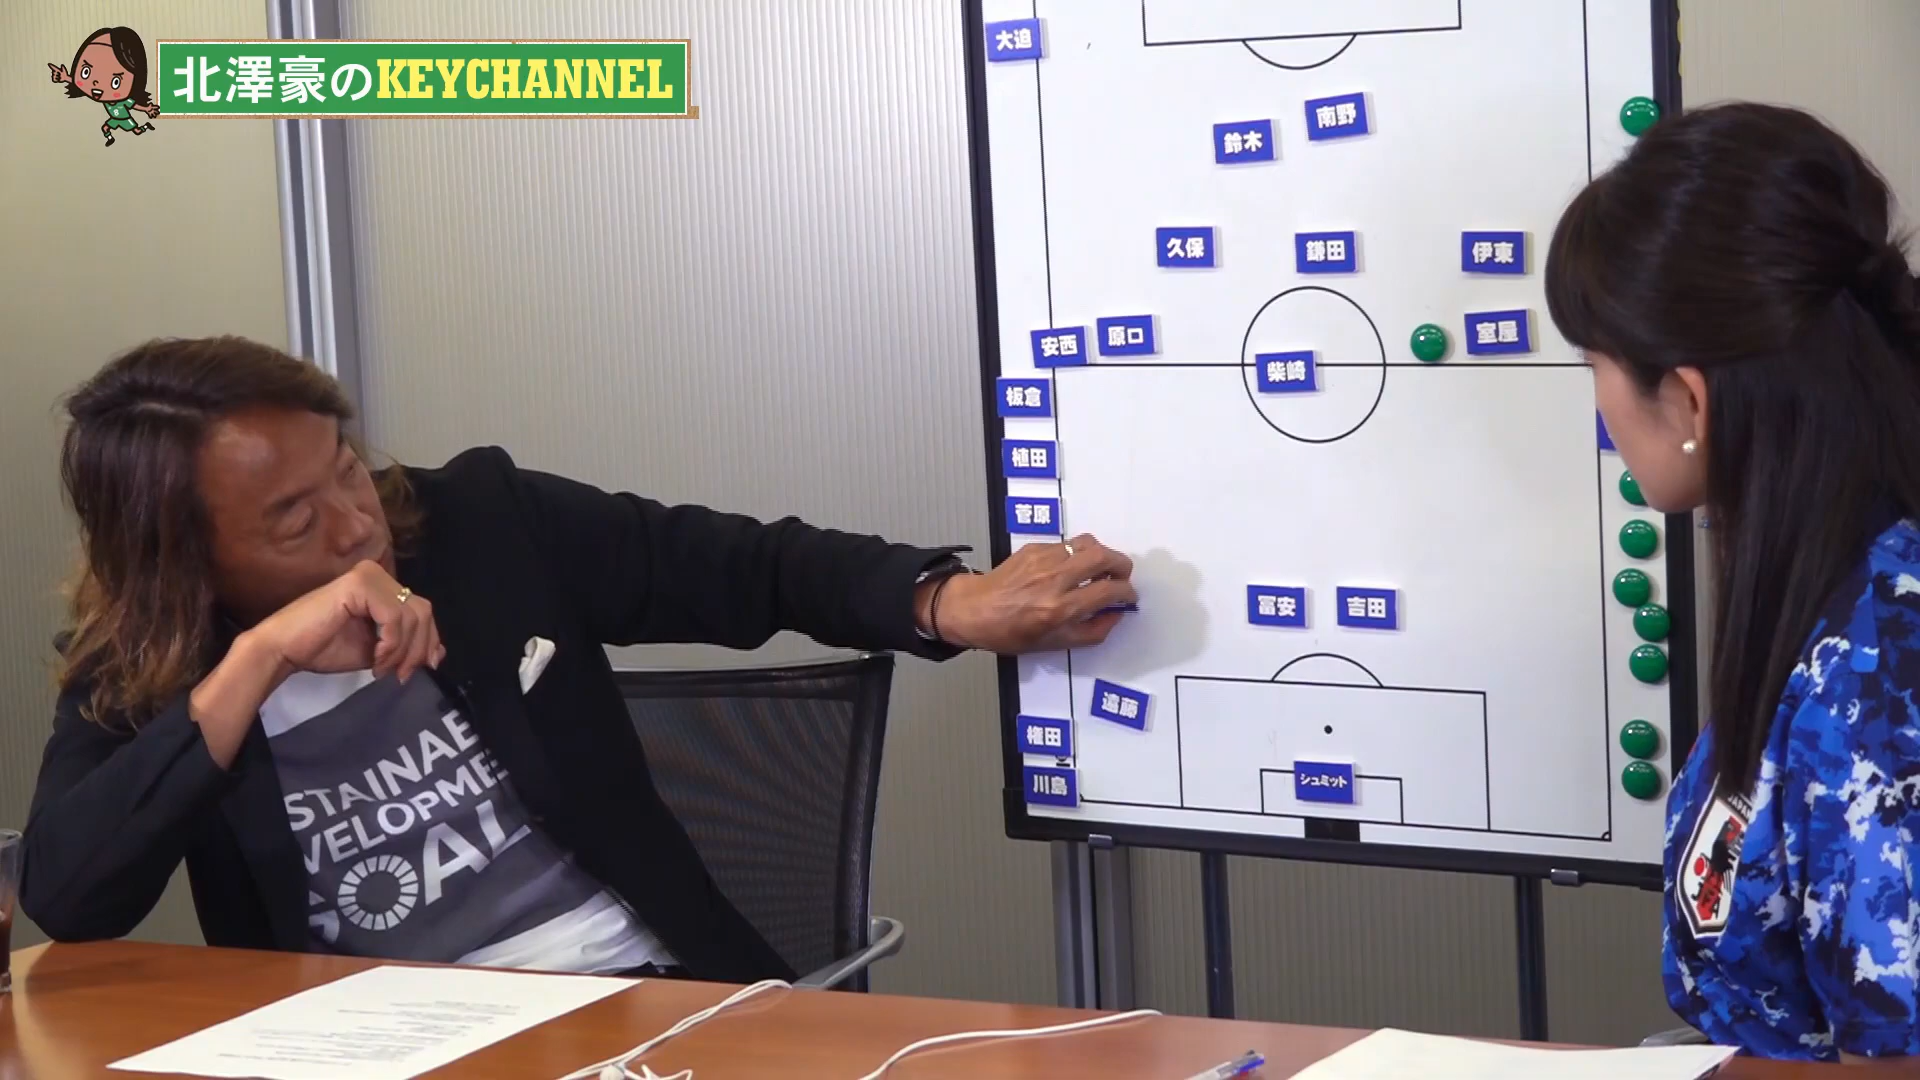 北澤豪のKEYCHANNEL
大迫
南野
鈴木
久保
鎌田
伊東
安西
原口
室屋
柴崎
板倉
植田
菅原
冨安
吉田
遠藤
権田
川島
シュミット
STAINAB
VELOPME
GOAL